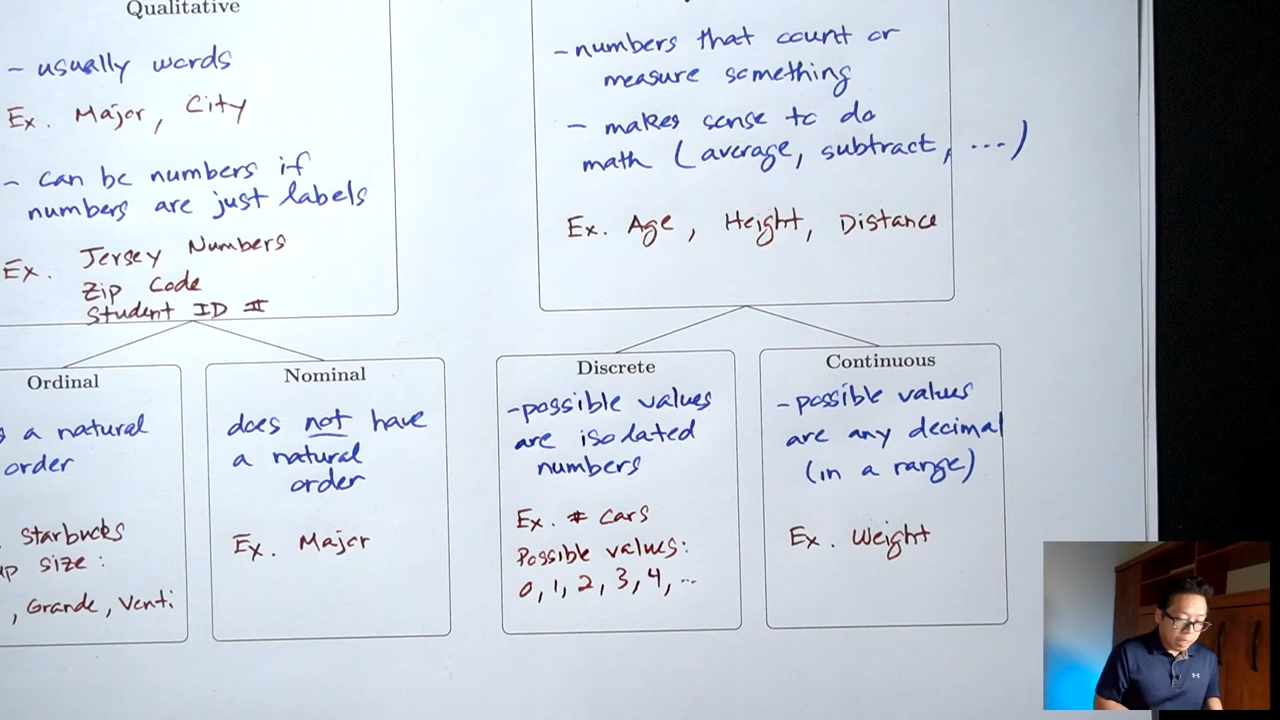 Qualitative
- usually words
Ex. Major, City
- can be numbers if
numbers are just labels
Ex. Jersey Numbers
Zip Code
Student ID #
- numbers that count or
measure something
- makes sense to do
math (average, subtract, ...)
Ex. Age, Height, Distance
Ordinal
a natural
order
Starbucks
size:
, Grande, Venti
Nominal
does not have
a natural
order
Ex. Major
Discrete
- possible values
are isolated
numbers
Ex. # cars
Possible values:
0, 1, 2, 3, 4, ...
Continuous
- possible values
are any decimal
(in a range)
Ex. Weight